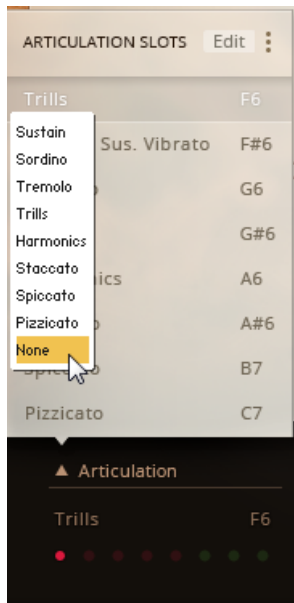 ARTICULATION SLOTS Edit
Trills F6
Sus. Vibrato F#6
G6
G#6
A6
A#6
B7
Pizzicato C7
Sustain
Sordino
Tremolo
Trills
Harmonics
Staccato
Spiccato
Pizzicato
None
Articulation
Trills F6